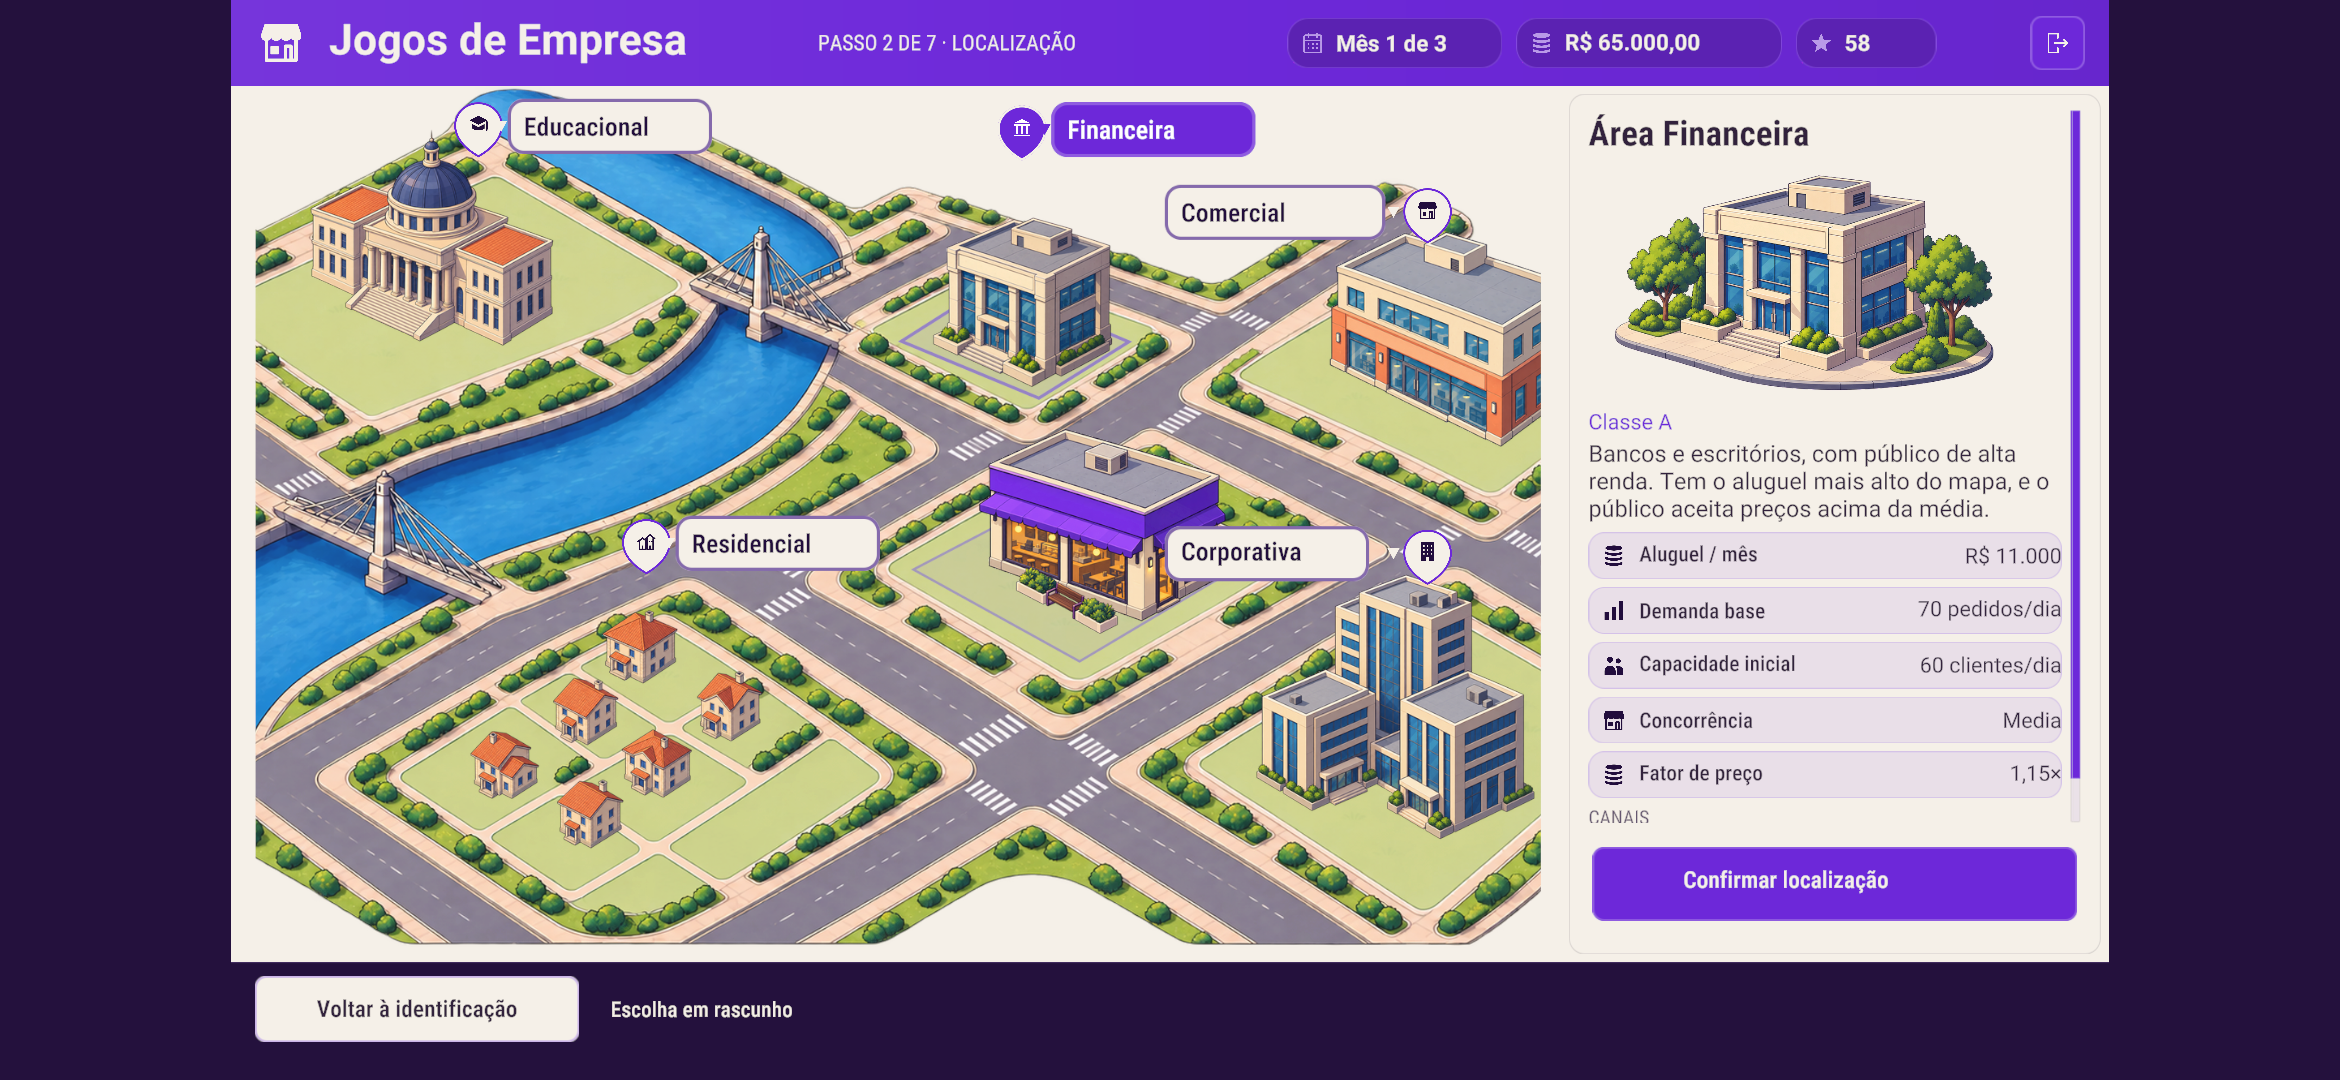 Jogos de Empresa
PASSO 2 DE 7 · LOCALIZAÇÃO
Mês 1 de 3
R$ 65.000,00
58
Educacional
Financeira
Comercial
Residencial
Corporativa
Área Financeira
Classe A
Bancos e escritórios, com público de alta
renda. Tem o aluguel mais alto do mapa, e o
público aceita preços acima da média.
Aluguel / mês R$ 11.000
Demanda base 70 pedidos/dia
Capacidade inicial 60 clientes/dia
Concorrência Media
Fator de preço 1,15×
CANAIS
Confirmar localização
Voltar à identificação
Escolha em rascunho